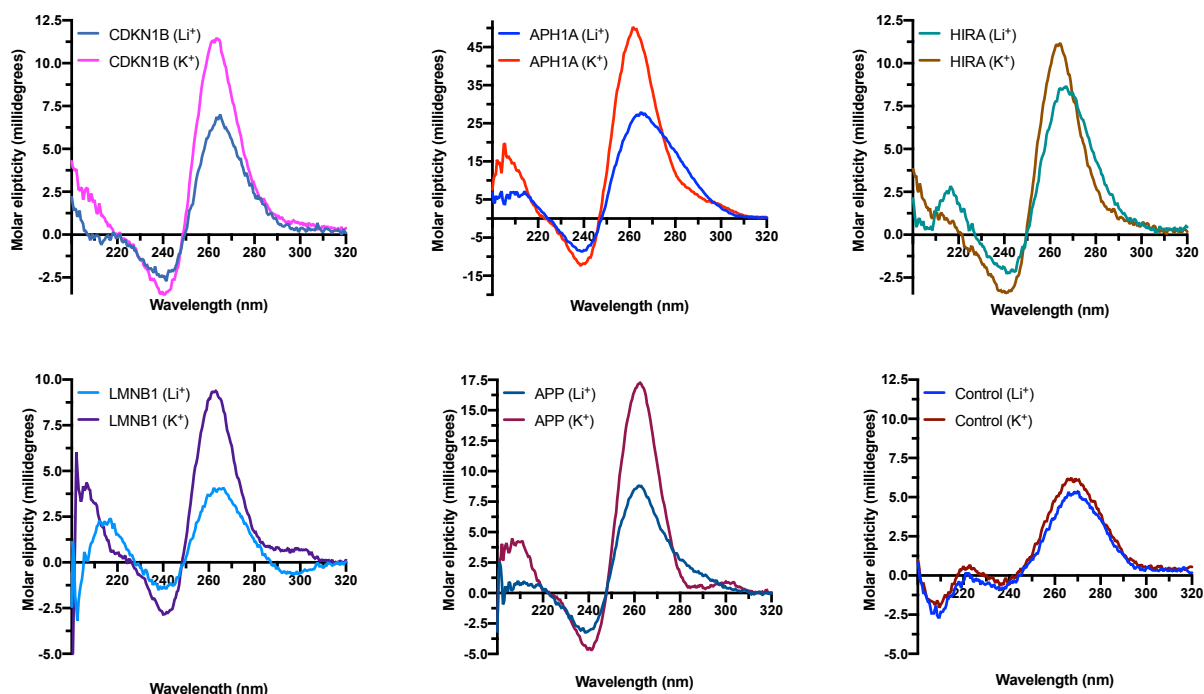 CDKN1B (Li⁺)
CDKN1B (K⁺)
Molar elipticity (millidegrees)
12.5
10.0
7.5
5.0
2.5
0.0
-2.5
220 240 260 280 300 320
Wavelength (nm)
APH1A (Li⁺)
APH1A (K⁺)
Molar elipticity (millidegrees)
45
35
25
15
5
-5
-15
220 240 260 280 300 320
Wavelength (nm)
HIRA (Li⁺)
HIRA (K⁺)
Molar elipticity (millidegrees)
12.5
10.0
7.5
5.0
2.5
0.0
-2.5
-5.0
220 240 260 280 300 320
Wavelength (nm)
LMNB1 (Li⁺)
LMNB1 (K⁺)
Molar elipticity (millidegrees)
10.0
7.5
5.0
2.5
0.0
-2.5
-5.0
220 240 260 280 300 320
Wavelength (nm)
APP (Li⁺)
APP (K⁺)
Molar elipticity (millidegrees)
17.5
15.0
12.5
10.0
7.5
5.0
2.5
0.0
-2.5
-5.0
220 240 260 280 300 320
Wavelength (nm)
Control (Li⁺)
Control (K⁺)
Molar elipticity (millidegrees)
12.5
10.0
7.5
5.0
2.5
0.0
-2.5
-5.0
220 240 260 280 300 320
Wavelength (nm)